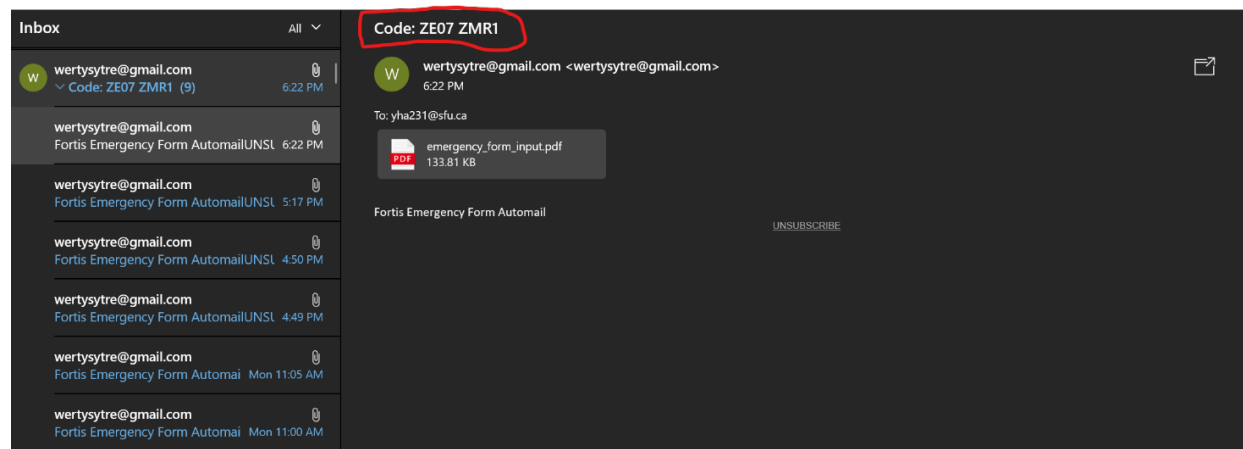 Inbox
All
W
wertysytre@gmail.com
Code: ZE07 ZMR1 (9)
6:22 PM
wertysytre@gmail.com
Fortis Emergency Form AutomailUNSU
6:22 PM
wertysytre@gmail.com
Fortis Emergency Form AutomailUNSU
5:17 PM
wertysytre@gmail.com
Fortis Emergency Form AutomailUNSU
4:50 PM
wertysytre@gmail.com
Fortis Emergency Form AutomailUNSU
4:49 PM
wertysytre@gmail.com
Fortis Emergency Form Automai
Mon 11:05 AM
wertysytre@gmail.com
Fortis Emergency Form Automai
Mon 11:00 AM
Code: ZE07 ZMR1
W
wertysytre@gmail.com <wertysytre@gmail.com>
6:22 PM
To: yha231@sfu.ca
PDF
emergency_form_input.pdf
133.81 KB
Fortis Emergency Form Automail
UNSUBSCRIBE